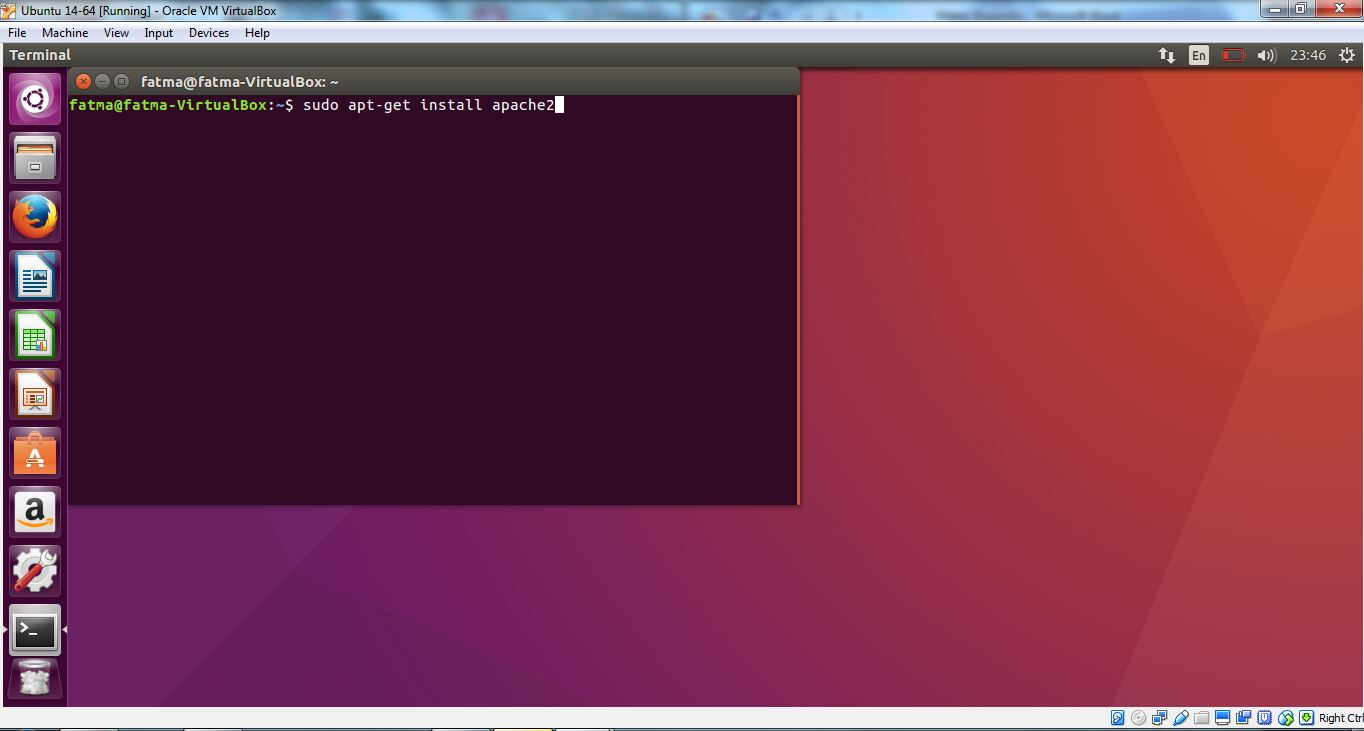 Ubuntu 14-64 [Running] - Oracle VM VirtualBox
File Machine View Input Devices Help
Terminal
En
23:46
fatma@fatma-VirtualBox: ~
fatma@fatma-VirtualBox:~$ sudo apt-get install apache2
A
a
>_
Right Ctrl